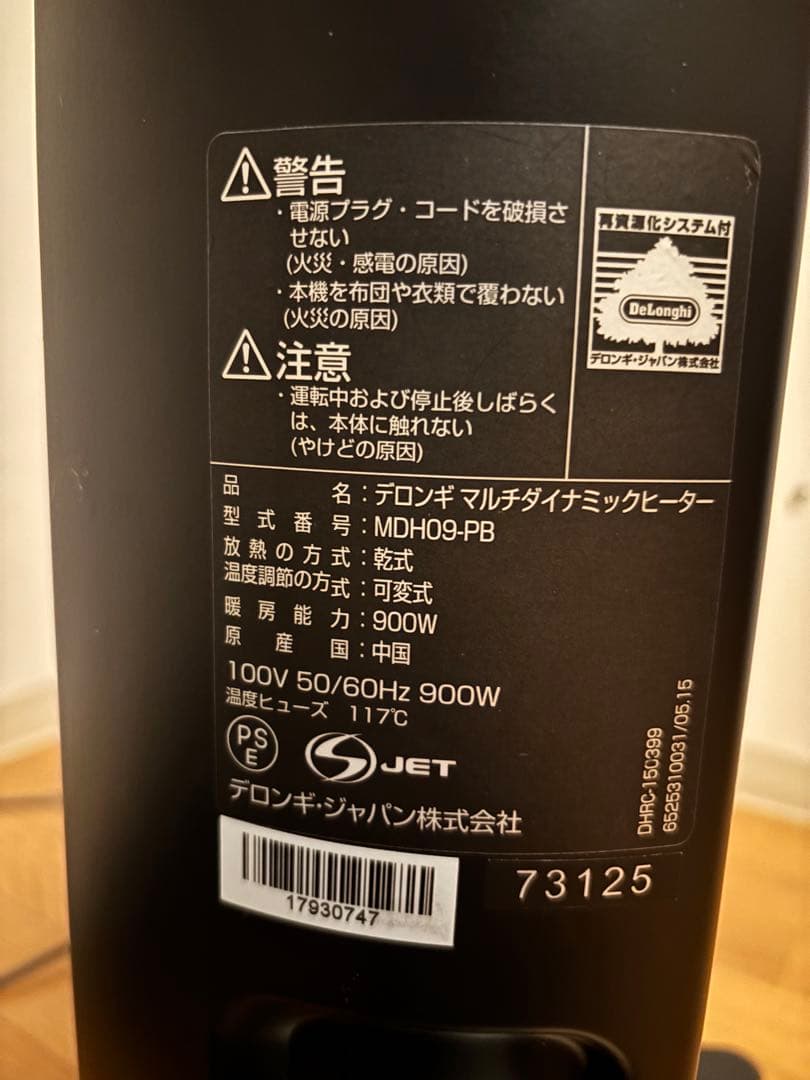 警告
・電源プラグ・コードを破損さ
せない
(火災・感電の原因)
・本機を布団や衣類で覆わない
(火災の原因)
注意
・運転中および停止後しばらく
は、本体に触れない
(やけどの原因)
再資源化システム付
DeLonghi
デロンギ・ジャパン株式会社
品名：デロンギ マルチダイナミックヒーター
型式番号：MDH09-PB
放熱の方式：乾式
温度調節の方式：可変式
暖房能力：900W
原産国：中国
100V 50/60Hz 900W
温度ヒューズ 117℃
PS
E
JET
デロンギ・ジャパン株式会社
DHRC-15C399
6525310031/05.15
17930747
73125